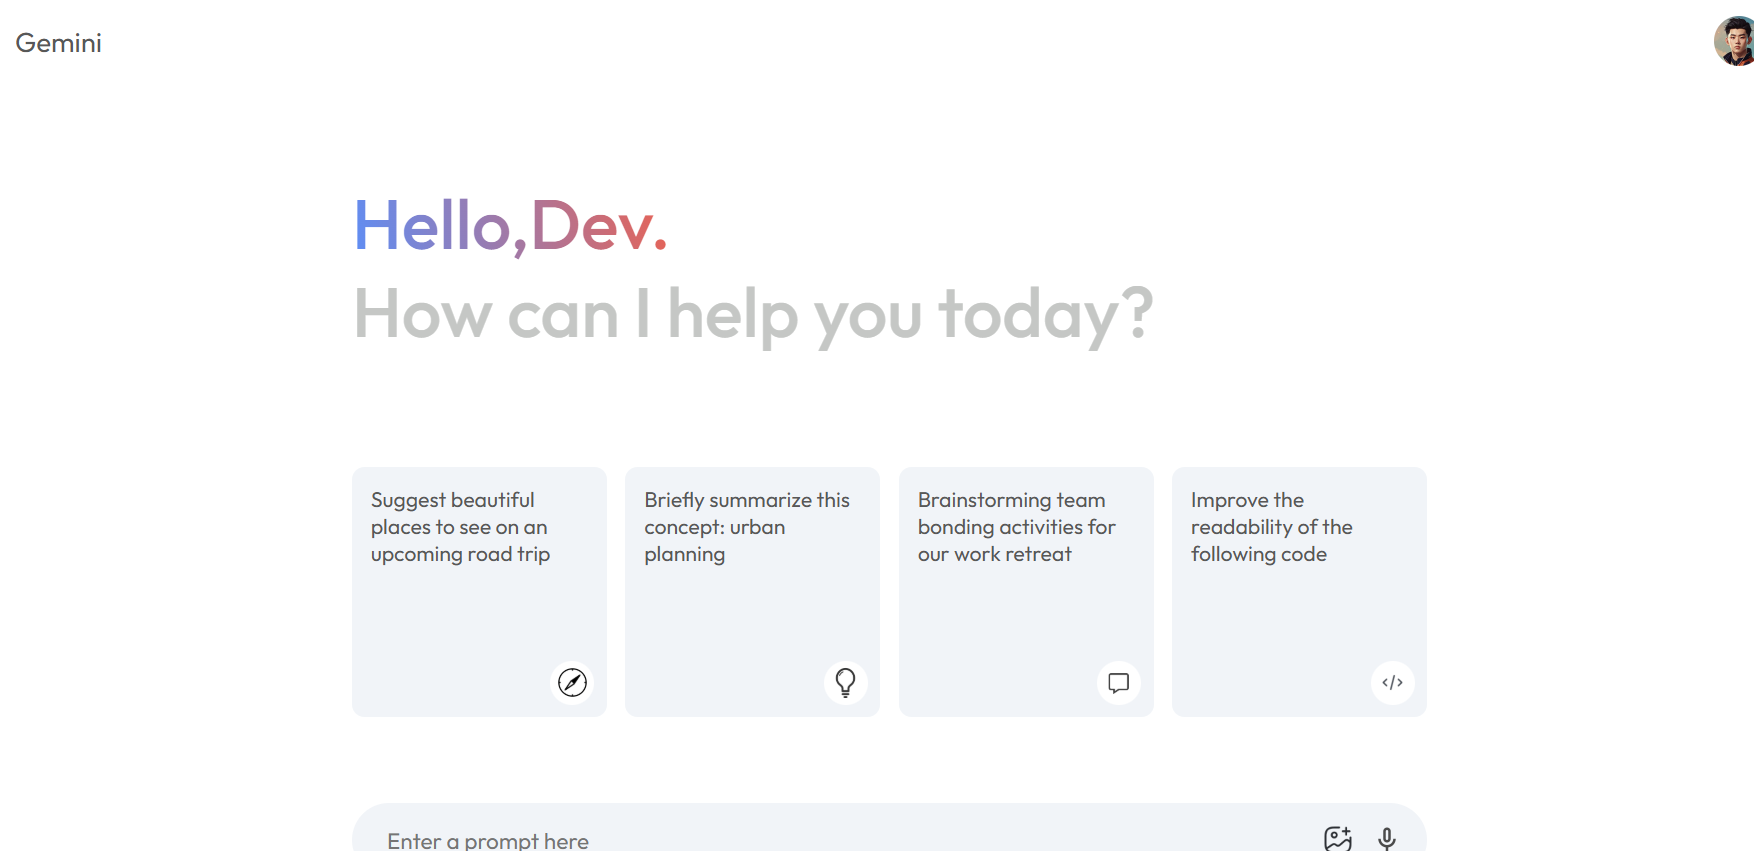 Gemini
Hello,Dev.
How can I help you today?
Suggest beautiful
places to see on an
upcoming road trip
Briefly summarize this
concept: urban
planning
Brainstorming team
bonding activities for
our work retreat
Improve the
readability of the
following code
Enter a prompt here